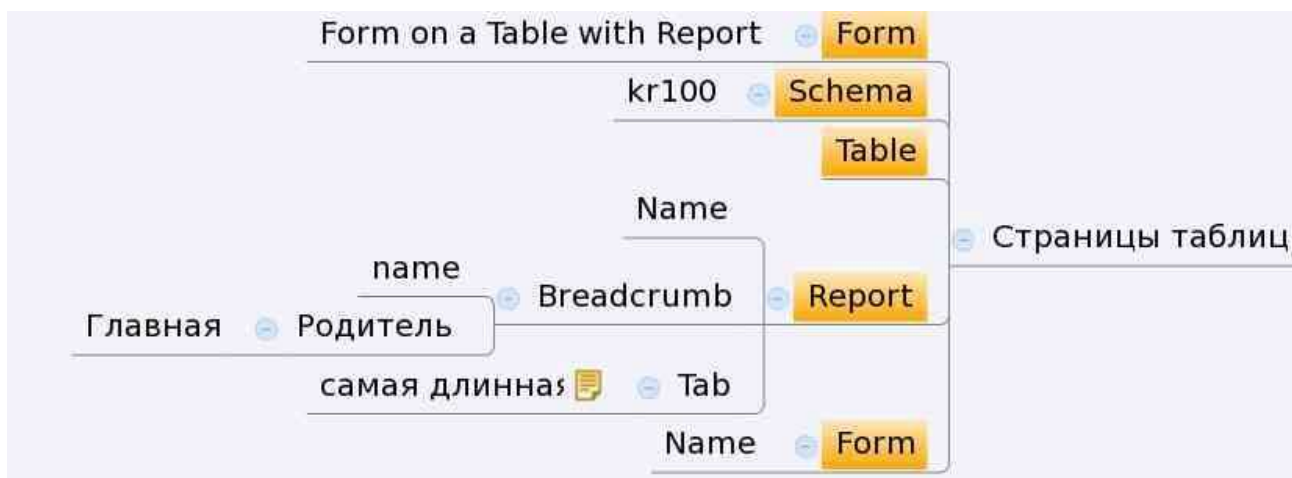 Form on a Table with Report Form
kr100 Schema
Table
Name
Страницы таблиц
name
Breadcrumb Report
Главная Родитель
самая длинная Tab
Name Form